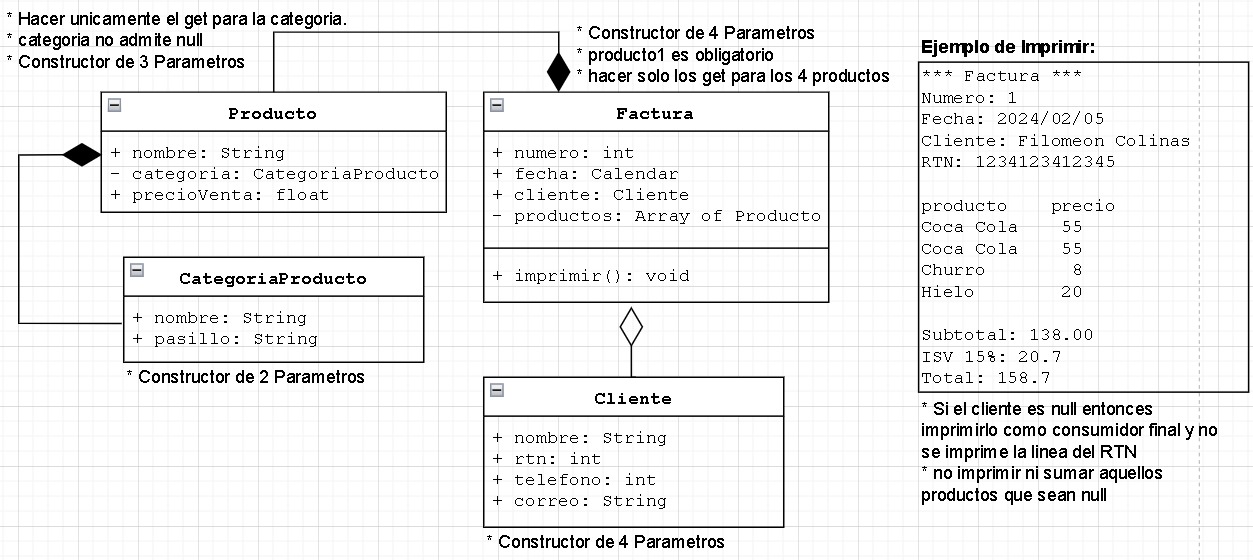 * Hacer unicamente el get para la categoria.
* categoria no admite null
* Constructor de 3 Parametros
* Constructor de 4 Parametros
* producto1 es obligatorio
* hacer solo los get para los 4 productos
Producto
+ nombre: String
- categoria: CategoriaProducto
+ precioVenta: float
Factura
+ numero: int
+ fecha: Calendar
+ cliente: Cliente
- productos: Array of Producto
+ imprimir(): void
CategoriaProducto
+ nombre: String
+ pasillo: String
* Constructor de 2 Parametros
Cliente
+ nombre: String
+ rtn: int
+ telefono: int
+ correo: String
* Constructor de 4 Parametros
Ejemplo de Imprimir:
*** Factura ***
Numero: 1
Fecha: 2024/02/05
Cliente: Filomeon Colinas
RTN: 1234123412345
producto precio
Coca Cola 55
Coca Cola 55
Churro 8
Hielo 20
Subtotal: 138.00
ISV 15%: 20.7
Total: 158.7
* Si el cliente es null entonces
imprimirlo como consumidor final y no
se imprime la linea del RTN
* no imprimir ni sumar aquellos
productos que sean null